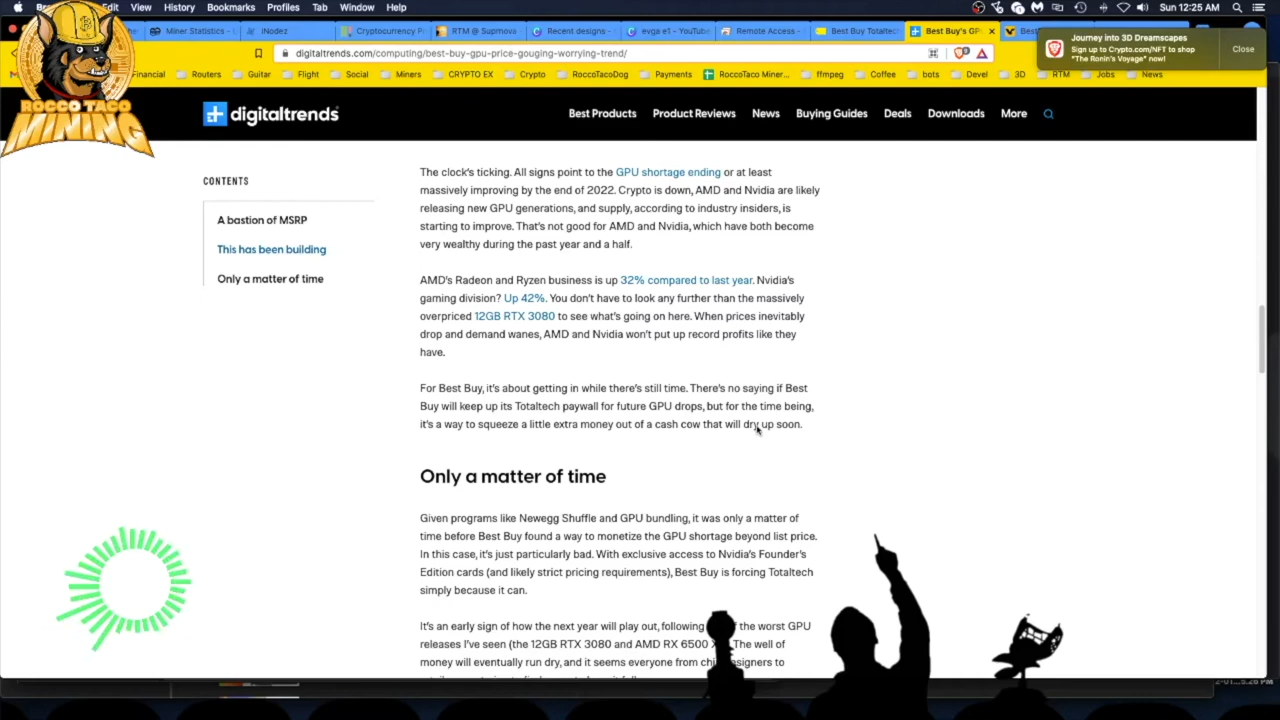 Edit View History Bookmarks Profiles Tab Window Help
Sun 12:25 AM
Miner Statistics -
iNodez
Cryptocurrency P
RTM @ Supmova
Recent designs -
evga e1 - YouTube
Remote Access -
Best Buy Totaltec
Best Buy's GP
digitaltrends.com/computing/best-buy-gpu-price-gouging-worrying-trend/
Journey into 3D Dreamscapes
Sign up to Crypto.com/NFT to shop
"The Ronin's Voyage" now!
Close
Financial Routers Guitar Flight Social Miners CRYPTO EX Crypto RoccoTacoDog Payments RoccoTaco Miner... ffmpeg Coffee bots Devel 3D RTM Jobs News
ROCCO TACO
MINING
digitaltrends
Best Products Product Reviews News Buying Guides Deals Downloads More
CONTENTS
A bastion of MSRP
This has been building
Only a matter of time
The clock's ticking. All signs point to the GPU shortage ending or at least
massively improving by the end of 2022. Crypto is down, AMD and Nvidia are likely
releasing new GPU generations, and supply, according to industry insiders, is
starting to improve. That's not good for AMD and Nvidia, which have both become
very wealthy during the past year and a half.
AMD's Radeon and Ryzen business is up 32% compared to last year. Nvidia's
gaming division? Up 42%. You don't have to look any further than the massively
overpriced 12GB RTX 3080 to see what's going on here. When prices inevitably
drop and demand wanes, AMD and Nvidia won't put up record profits like they
have.
For Best Buy, it's about getting in while there's still time. There's no saying if Best
Buy will keep up its Totaltech paywall for future GPU drops, but for the time being,
it's a way to squeeze a little extra money out of a cash cow that will dry up soon.
Only a matter of time
Given programs like Newegg Shuffle and GPU bundling, it was only a matter of
time before Best Buy found a way to monetize the GPU shortage beyond list price.
In this case, it's just particularly bad. With exclusive access to Nvidia's Founder's
Edition cards (and likely strict pricing requirements), Best Buy is forcing Totaltech
simply because it can.
It's an early sign of how the next year will play out, following of the worst GPU
releases I've seen (the 12GB RTX 3080 and AMD RX 6500 The well of
money will eventually run dry, and it seems everyone from designers to